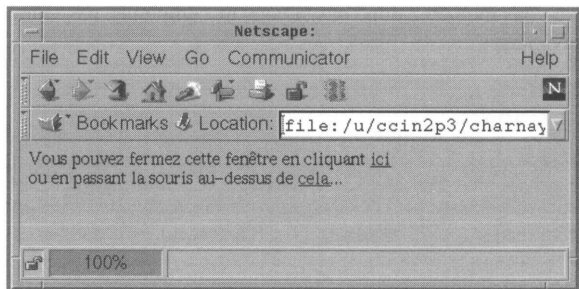 Netscape:
File Edit View Go Communicator Help
N
Bookmarks Location: file:/u/ccin2p3/charnay
Vous pouvez fermez cette fenêtre en cliquant ici
ou en passant la souris au-dessus de cela...
100%